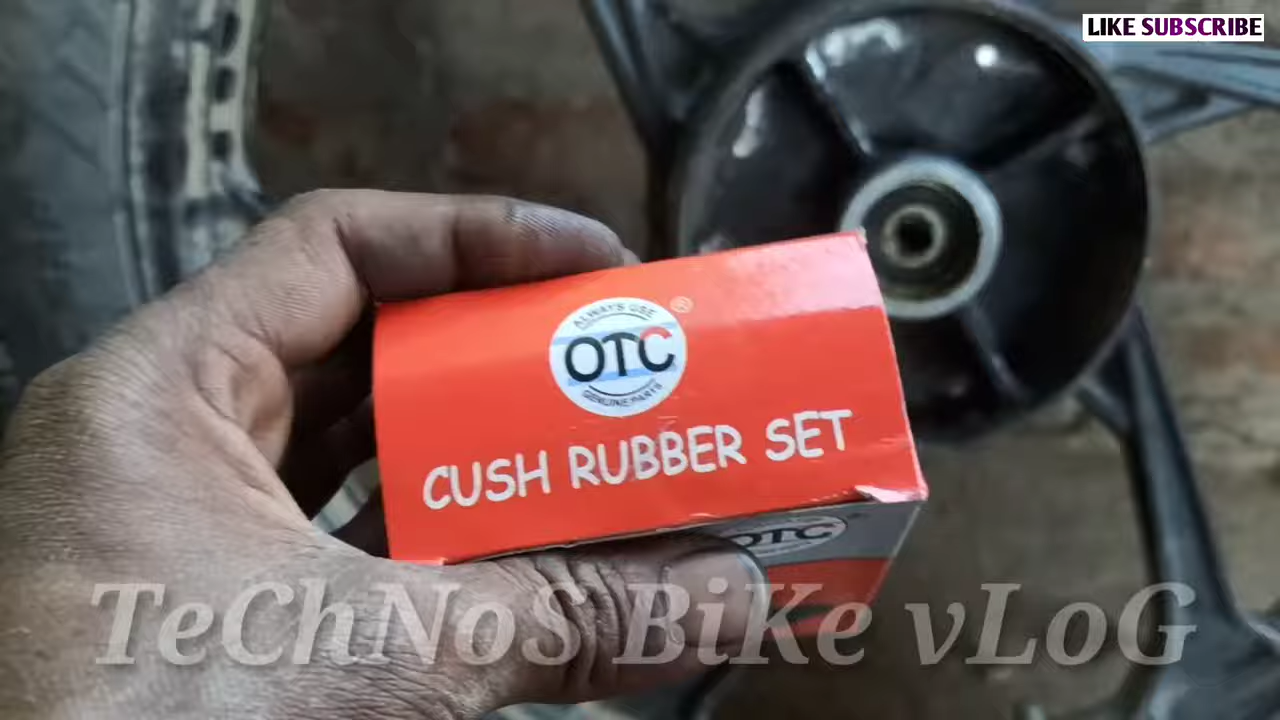 LIKE SUBSCRIBE
ALWAYS USE
OTC
®
GENUINE PARTS
CUSH RUBBER SET
OTC
TeChNoS BiKe vLoG